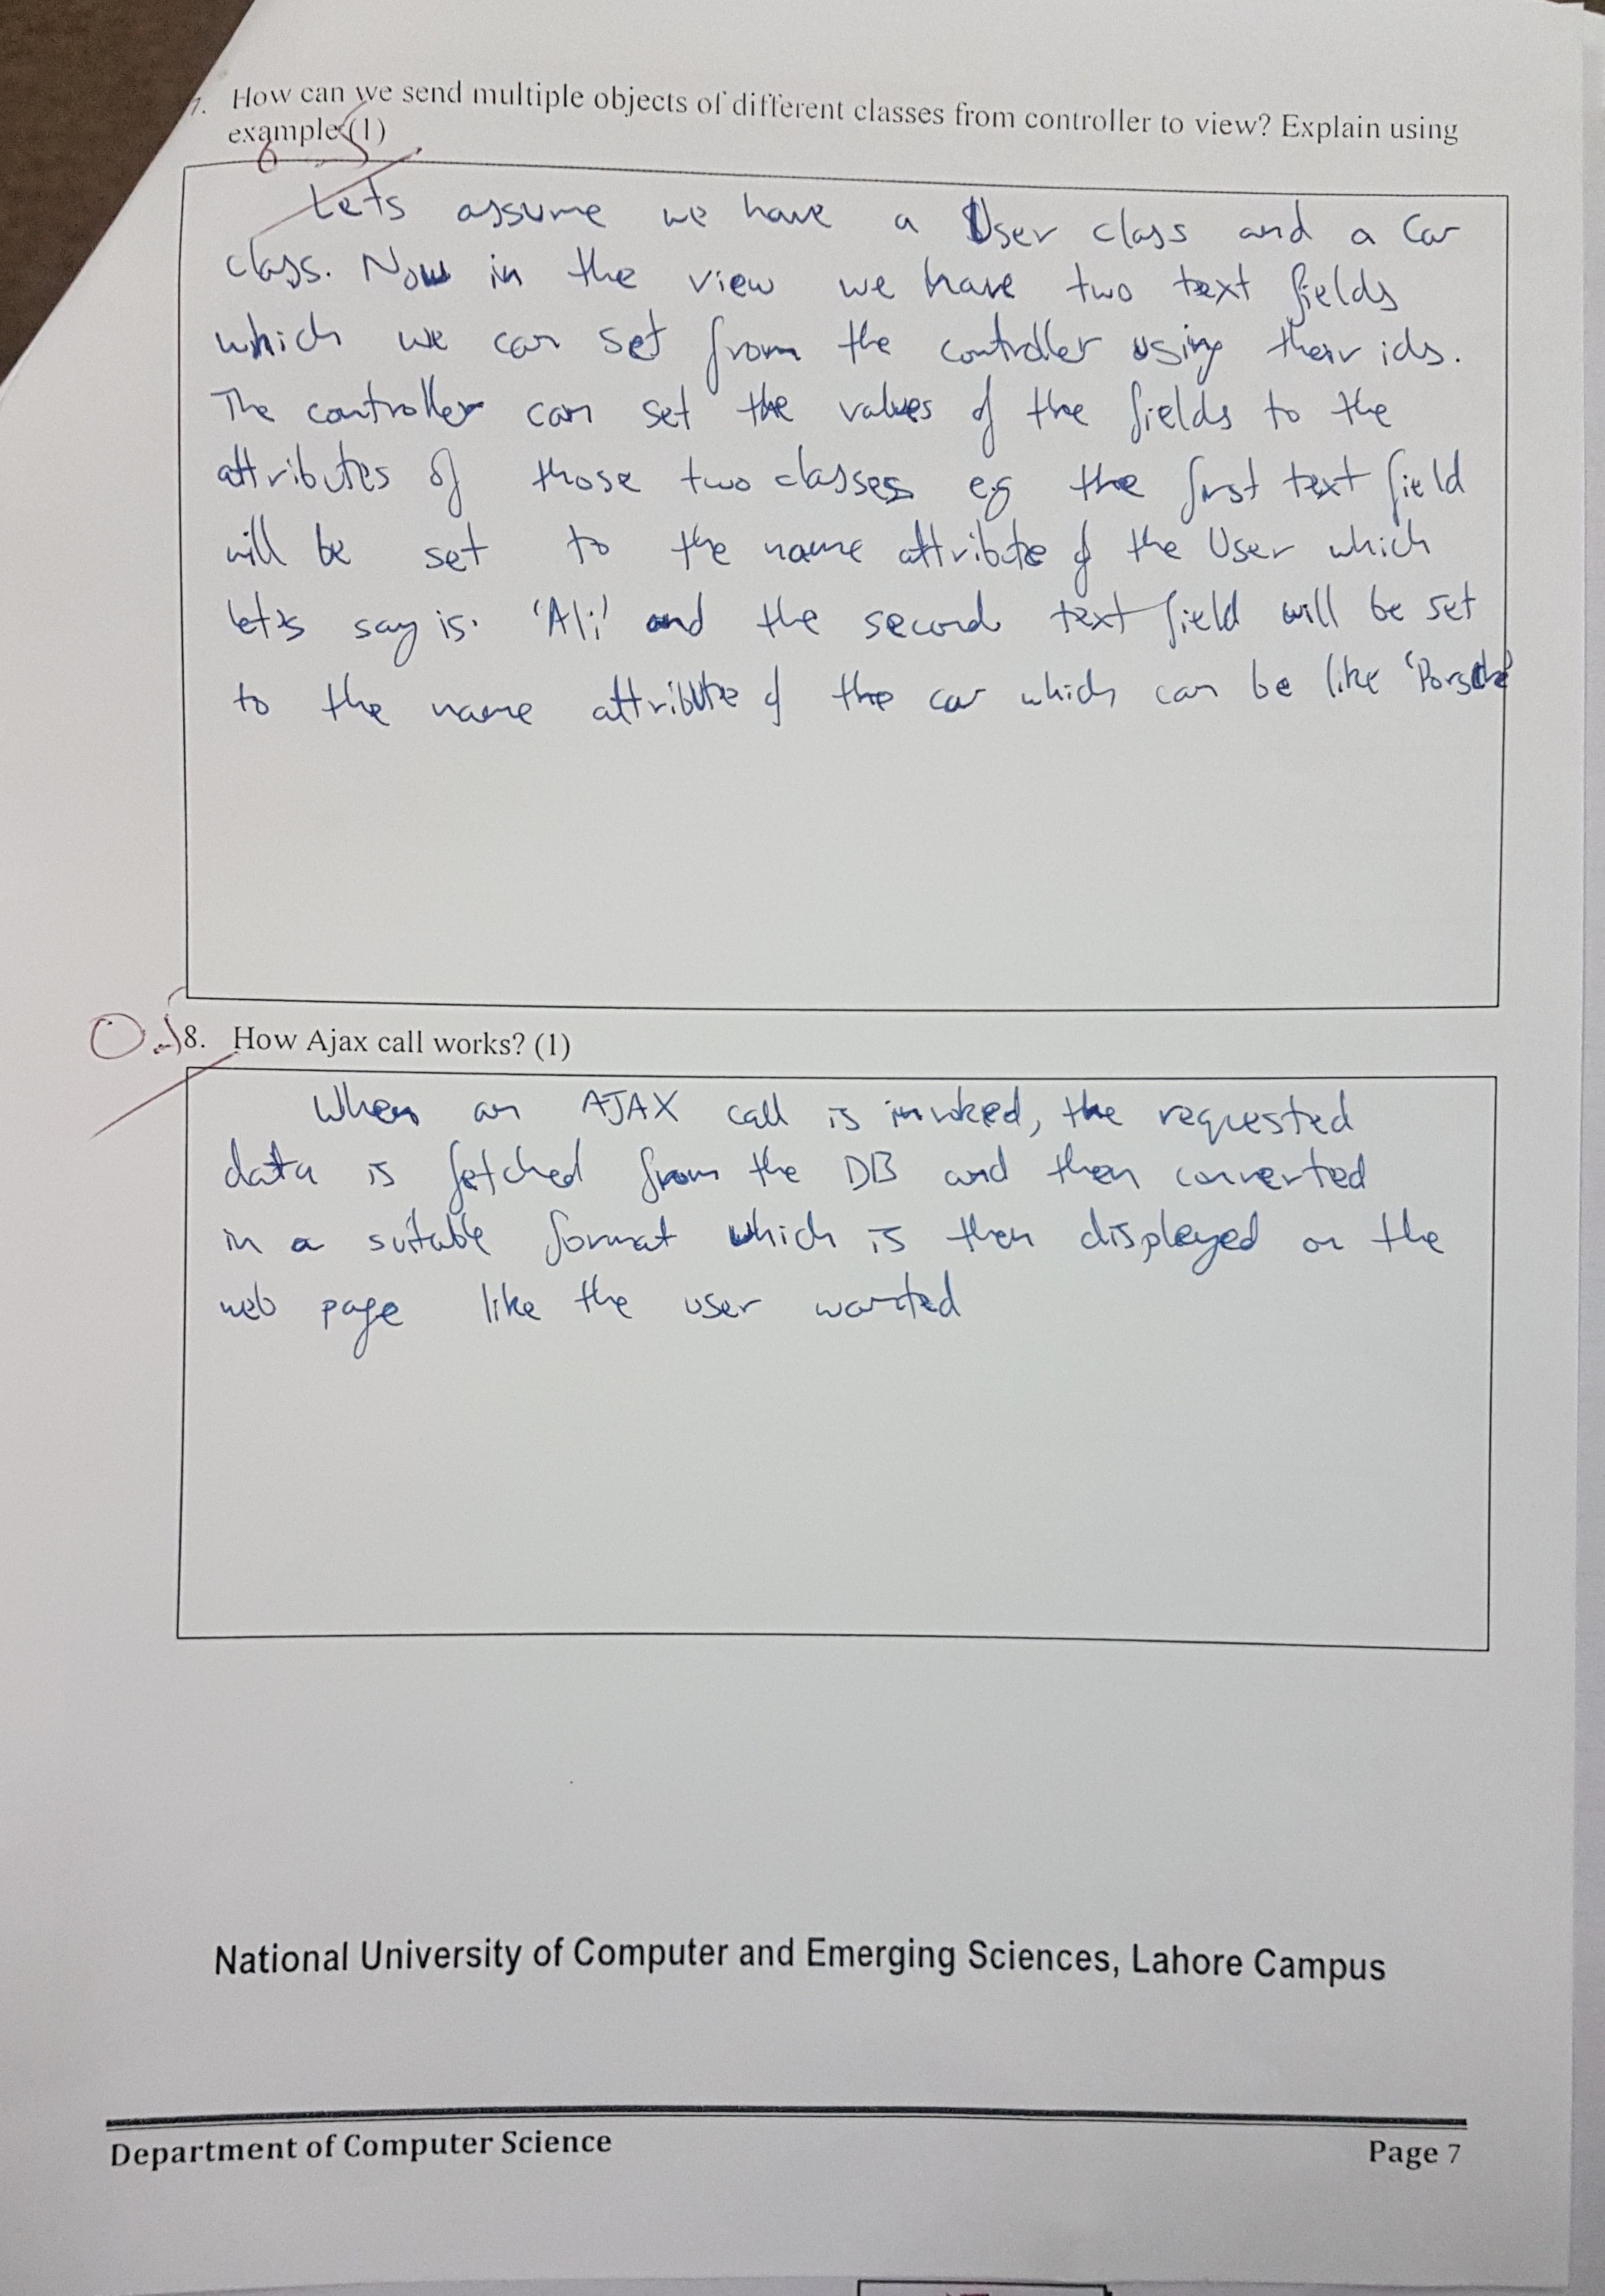 7. How can we send multiple objects of different classes from controller to view? Explain using
example (1)
Lets assume we have a User class and a Car
class. Now in the view we have two text fields
which we can set from the controller using their ids.
The controller can set the values of the fields to the
attributes of those two classes eg the first text field
will be set to the name attribute of the User which
let's say is 'Ali' and the second text field will be set
to the name attribute of the car which can be like 'Porsche'
8. How Ajax call works? (1)
When an AJAX call is invoked, the requested
data is fetched from the DB and then converted
in a suitable format which is then displayed on the
web page like the user wanted
National University of Computer and Emerging Sciences, Lahore Campus
Department of Computer Science Page 7